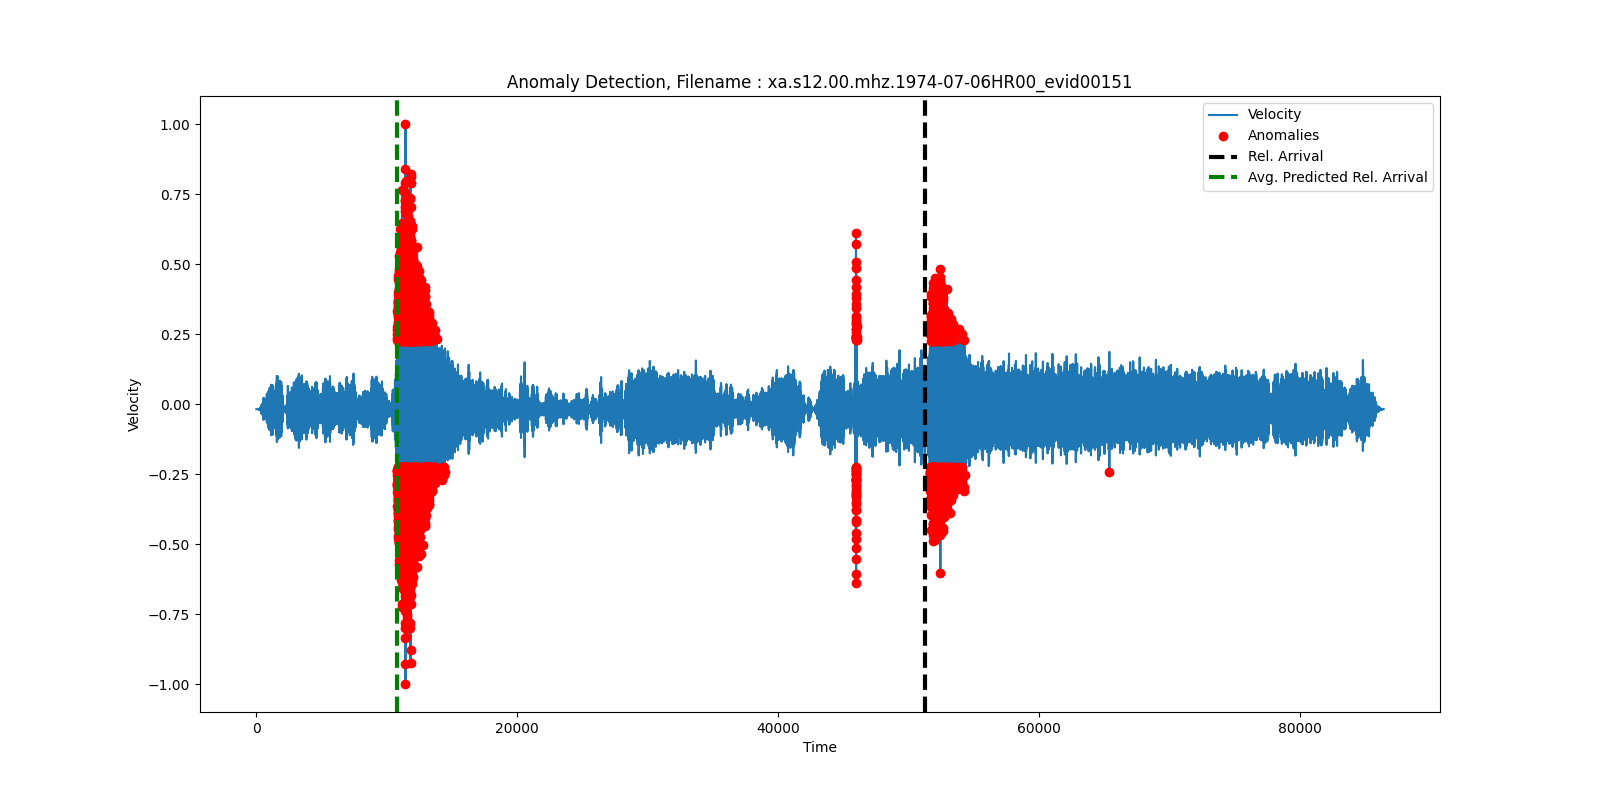 Anomaly Detection, Filename : xa.s12.00.mhz.1974-07-06HR00_evid00151
Velocity
Anomalies
Rel. Arrival
Avg. Predicted Rel. Arrival
1.00
0.75
0.50
0.25
0.00
−0.25
−0.50
−0.75
−1.00
Velocity
0
20000
40000
60000
80000
Time